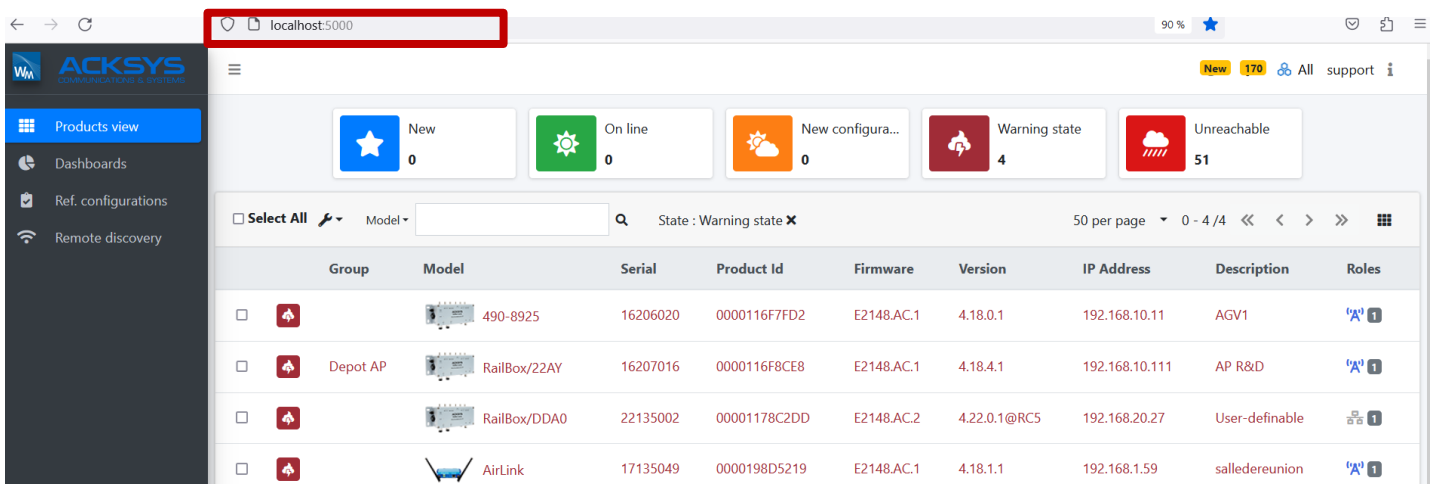 localhost:5000
90 %
WM ACKSYS
COMMUNICATIONS & SYSTEMS
New 170 All support
Products view
Dashboards
Ref. configurations
Remote discovery
New
0
On line
0
New configura...
0
Warning state
4
Unreachable
51
Select All Model State : Warning state 50 per page 0 - 4 /4
Group Model Serial Product Id Firmware Version IP Address Description Roles
490-8925 16206020 0000116F7FD2 E2148.AC.1 4.18.0.1 192.168.10.11 AGV1 1
Depot AP RailBox/22AY 16207016 0000116F8CE8 E2148.AC.1 4.18.4.1 192.168.10.111 AP R&D 1
RailBox/DDA0 22135002 00001178C2DD E2148.AC.2 4.22.0.1@RC5 192.168.20.27 User-definable 1
AirLink 17135049 0000198D5219 E2148.AC.1 4.18.1.1 192.168.1.59 salledereunion 1